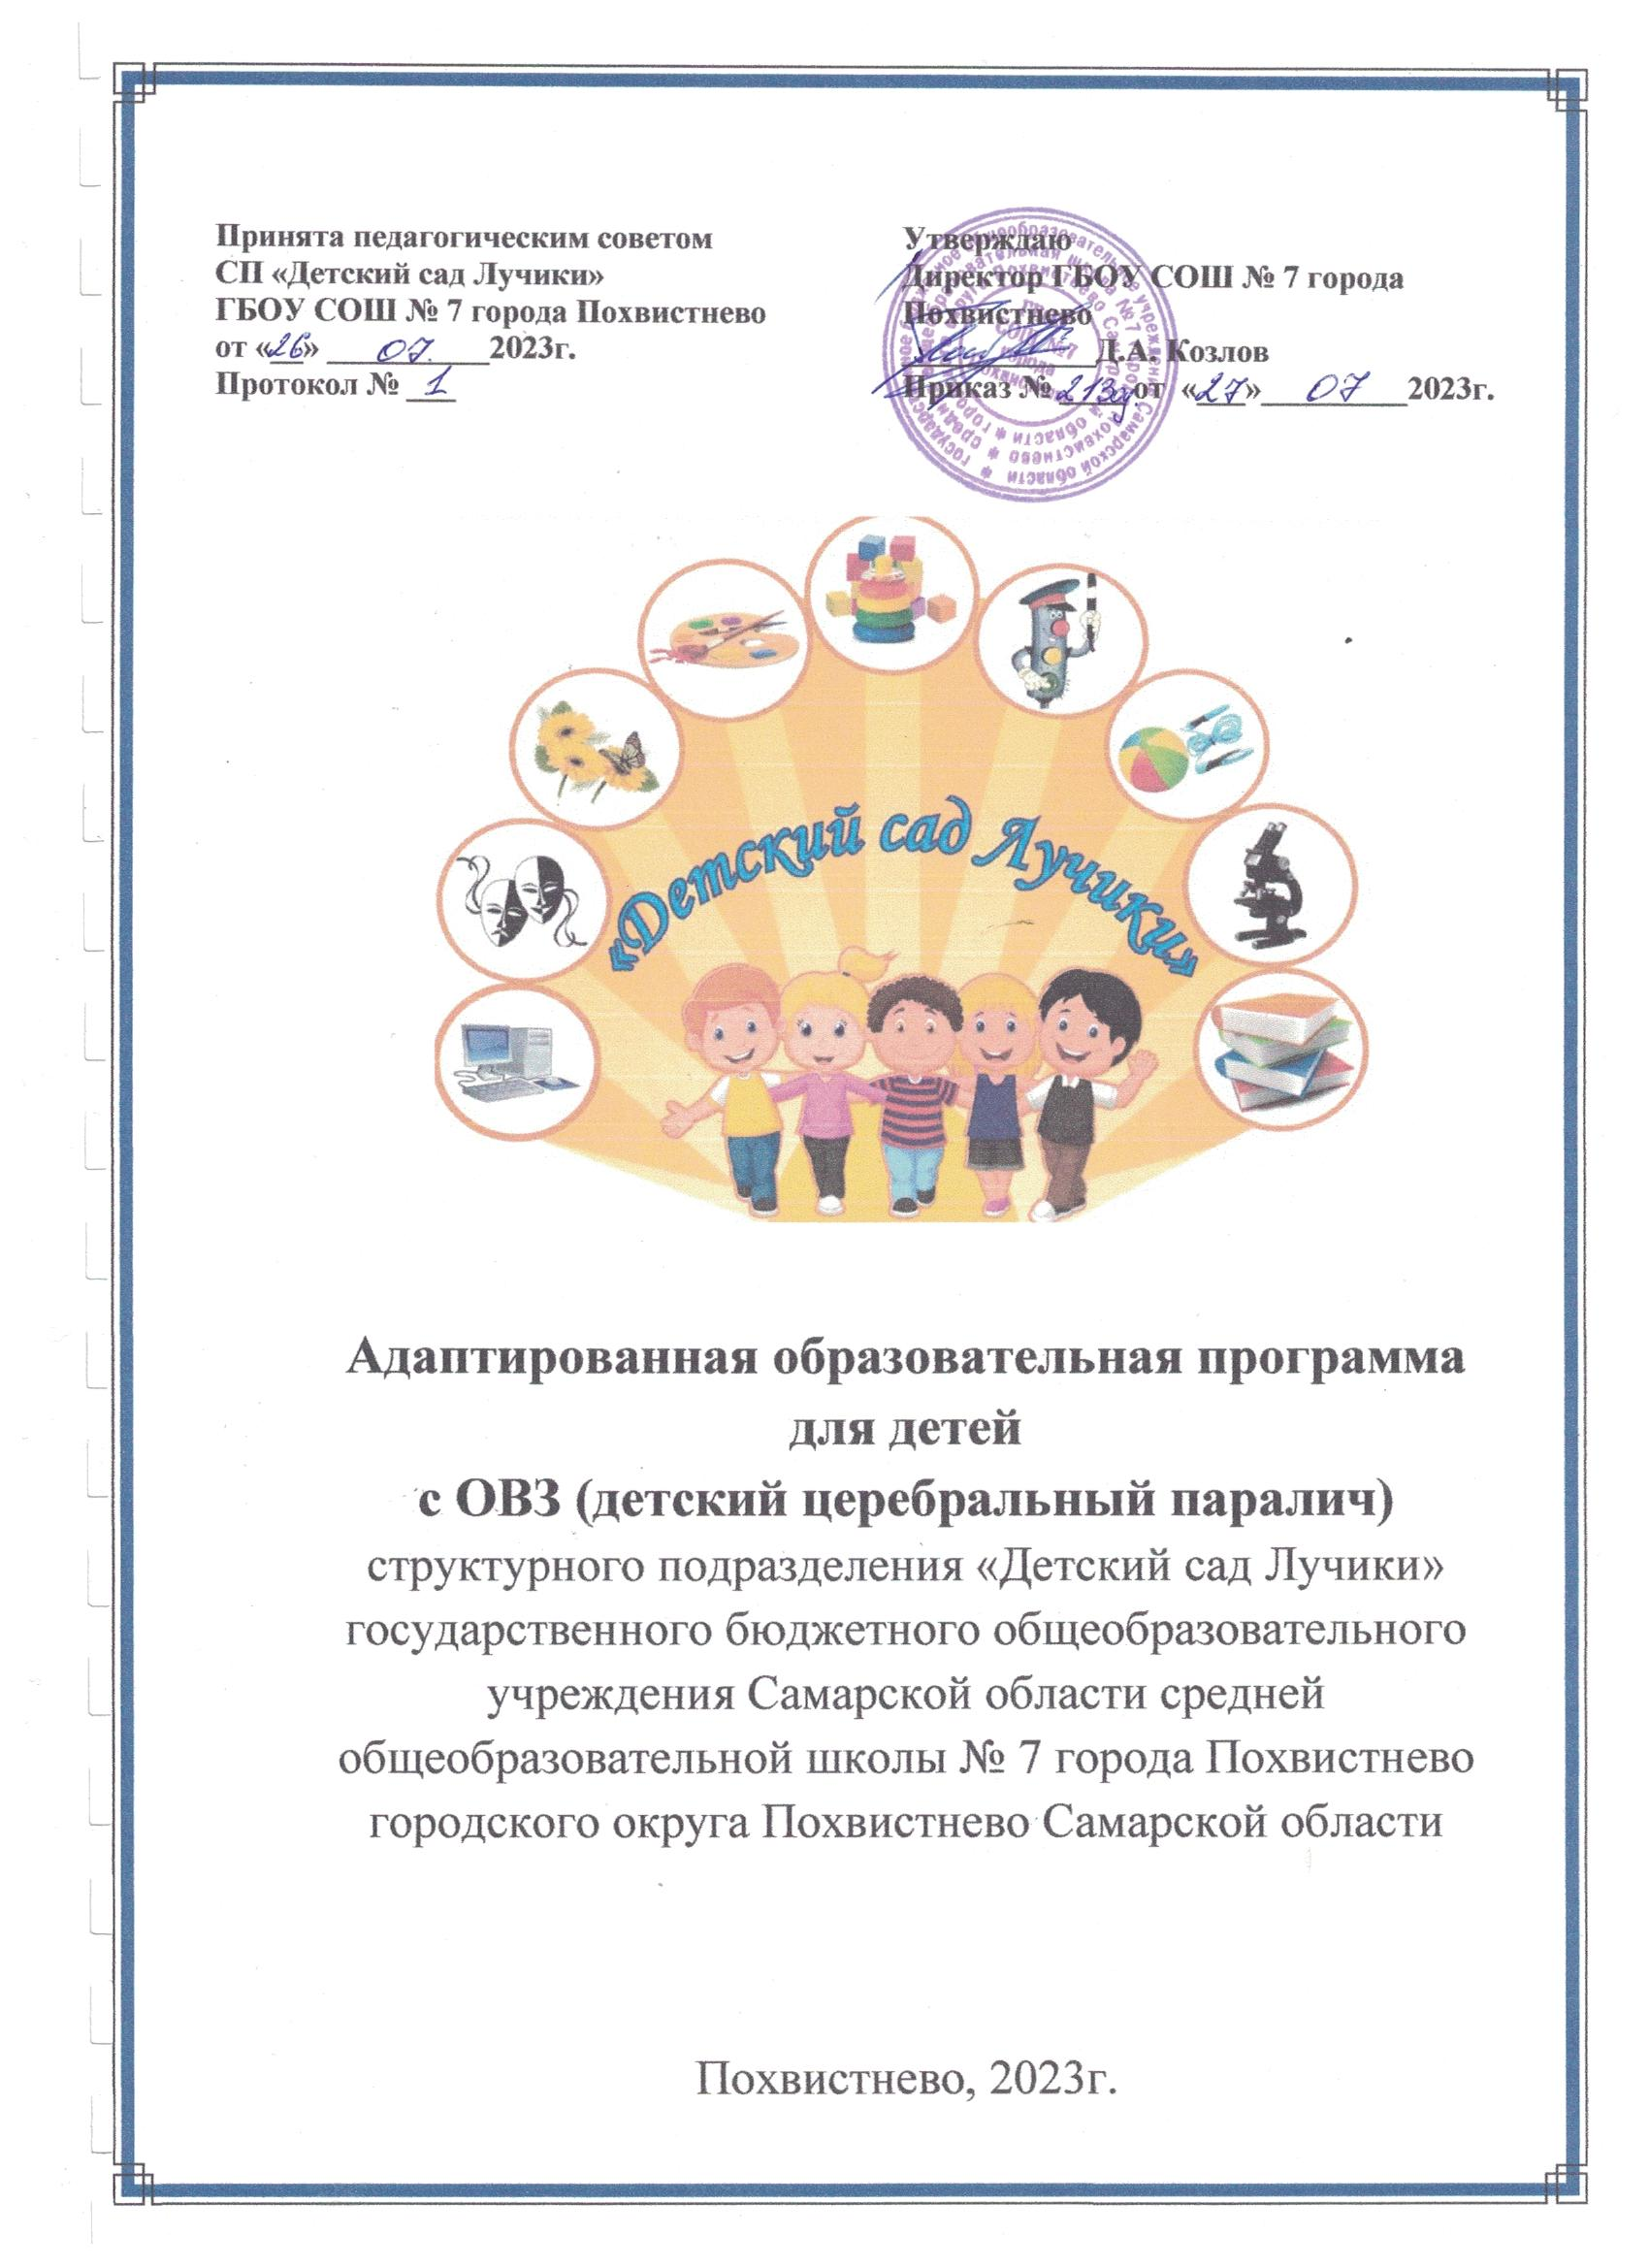 Принята педагогическим советом
СП «Детский сад Лучики»
ГБОУ СОШ № 7 города Похвистнево
от «26» 07. 2023г.
Протокол № 1
Утверждаю
Директор ГБОУ СОШ № 7 города
Похвистнево
Д.А. Козлов
Приказ № 213 от «27» 07 2023г.
«Детский сад Лучики»
Адаптированная образовательная программа
для детей
с ОВЗ (детский церебральный паралич)
структурного подразделения «Детский сад Лучики»
государственного бюджетного общеобразовательного
учреждения Самарской области средней
общеобразовательной школы № 7 города Похвистнево
городского округа Похвистнево Самарской области
Похвистнево, 2023г.